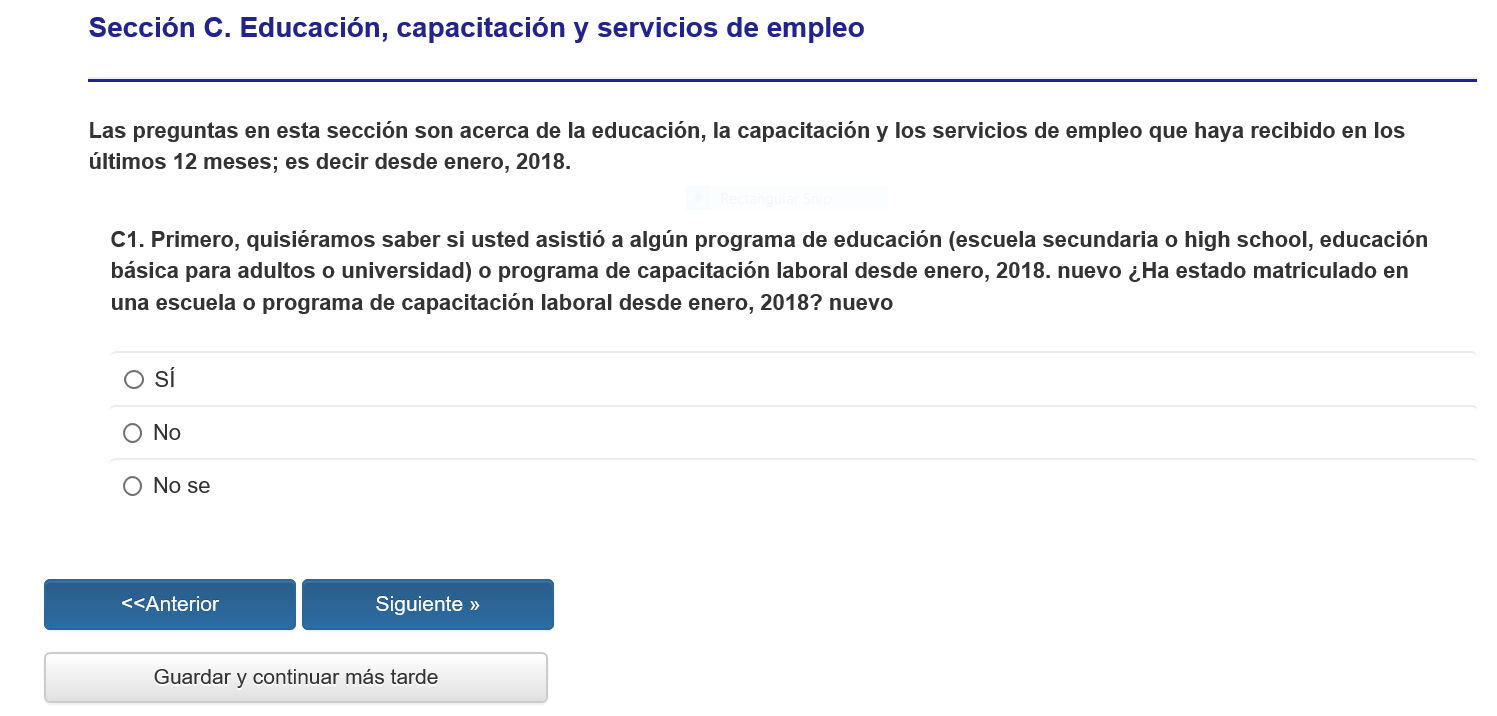 Sección C. Educación, capacitación y servicios de empleo
Las preguntas en esta sección son acerca de la educación, la capacitación y los servicios de empleo que haya recibido en los
últimos 12 meses; es decir desde enero, 2018.
Rectangular Snip
C1. Primero, quisiéramos saber si usted asistió a algún programa de educación (escuela secundaria o high school, educación
básica para adultos o universidad) o programa de capacitación laboral desde enero, 2018. nuevo ¿Ha estado matriculado en
una escuela o programa de capacitación laboral desde enero, 2018? nuevo
SÍ
No
No se
<<Anterior
Siguiente »
Guardar y continuar más tarde